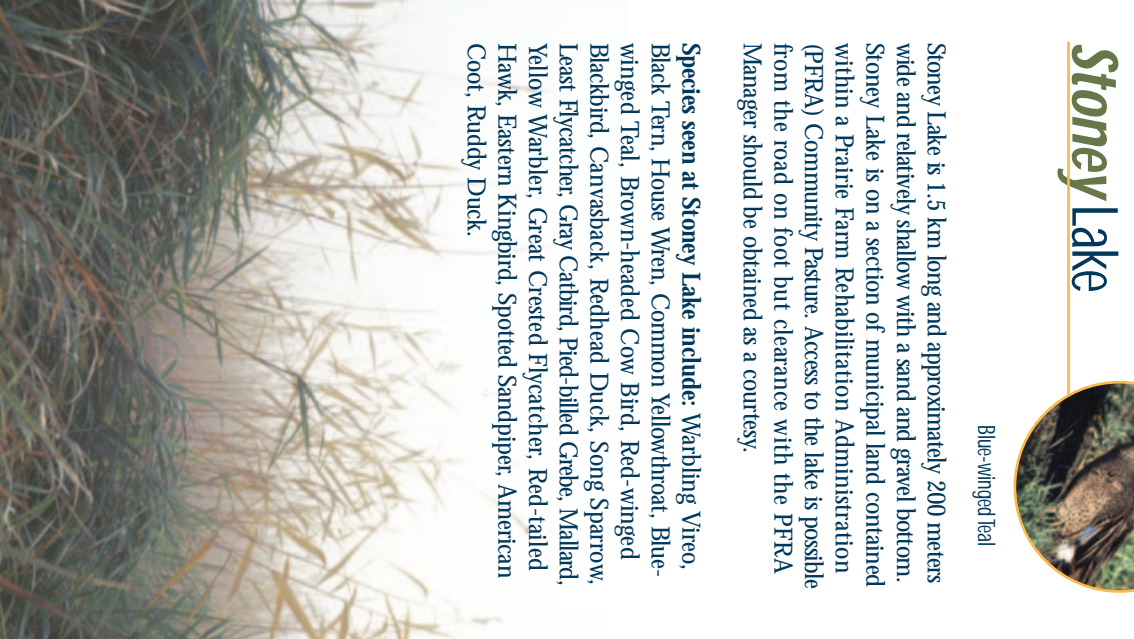 Stoney Lake
Blue-winged Teal
Stoney Lake is 1.5 km long and approximately 200 meters
wide and relatively shallow with a sand and gravel bottom.
Stoney Lake is on a section of municipal land contained
within a Prairie Farm Rehabilitation Administration
(PFRA) Community Pasture. Access to the lake is possible
from the road on foot but clearance with the PFRA
Manager should be obtained as a courtesy.
Species seen at Stoney Lake include: Warbling Vireo,
Black Tern, House Wren, Common Yellowthroat, Blue-
winged Teal, Brown-headed Cow Bird, Red-winged
Blackbird, Canvasback, Redhead Duck, Song Sparrow,
Least Flycatcher, Gray Catbird, Pied-billed Grebe, Mallard,
Yellow Warbler, Great Crested Flycatcher, Red-tailed
Hawk, Eastern Kingbird, Spotted Sandpiper, American
Coot, Ruddy Duck.